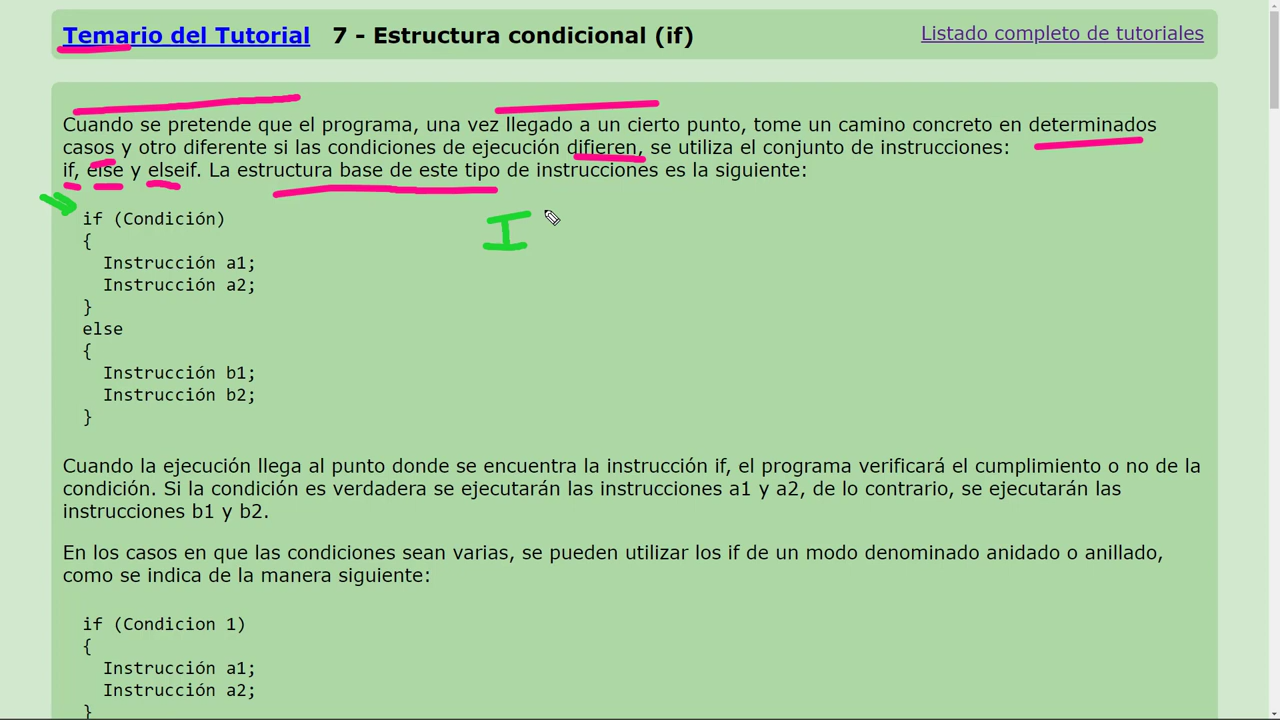 Temario del Tutorial 7 - Estructura condicional (if) Listado completo de tutoriales
Cuando se pretende que el programa, una vez llegado a un cierto punto, tome un camino concreto en determinados
casos y otro diferente si las condiciones de ejecución difieren, se utiliza el conjunto de instrucciones:
if, else y elseif. La estructura base de este tipo de instrucciones es la siguiente:
if (Condición)
I
{
Instrucción a1;
Instrucción a2;
}
else
{
Instrucción b1;
Instrucción b2;
}
Cuando la ejecución llega al punto donde se encuentra la instrucción if, el programa verificará el cumplimiento o no de la
condición. Si la condición es verdadera se ejecutarán las instrucciones a1 y a2, de lo contrario, se ejecutarán las
instrucciones b1 y b2.
En los casos en que las condiciones sean varias, se pueden utilizar los if de un modo denominado anidado o anillado,
como se indica de la manera siguiente:
if (Condicion 1)
{
Instrucción a1;
Instrucción a2;
}